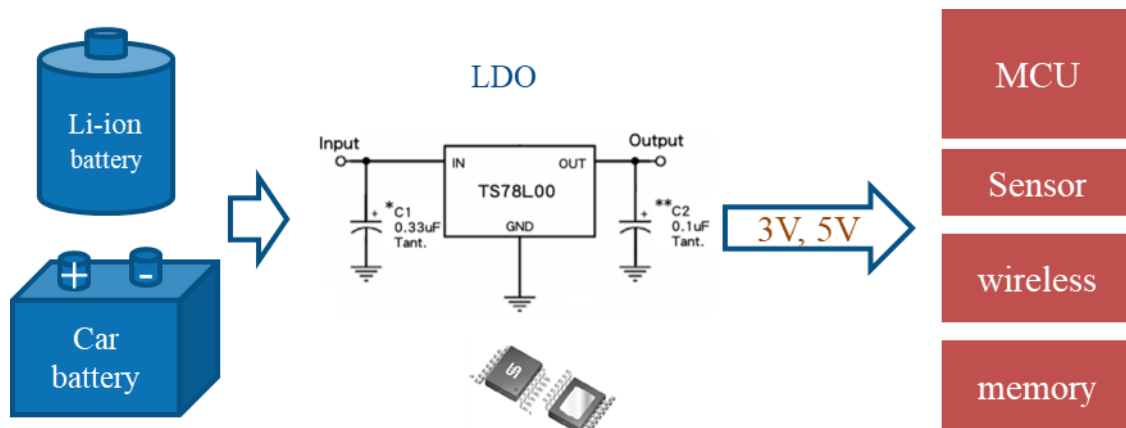 Li-ion
battery
+ -
Car
battery
LDO
Input
Output
IN
OUT
TS78L00
GND
*C1
0.33uF
Tant.
+
**C2
0.1uF
Tant.
+
3V, 5V
MCU
Sensor
wireless
memory